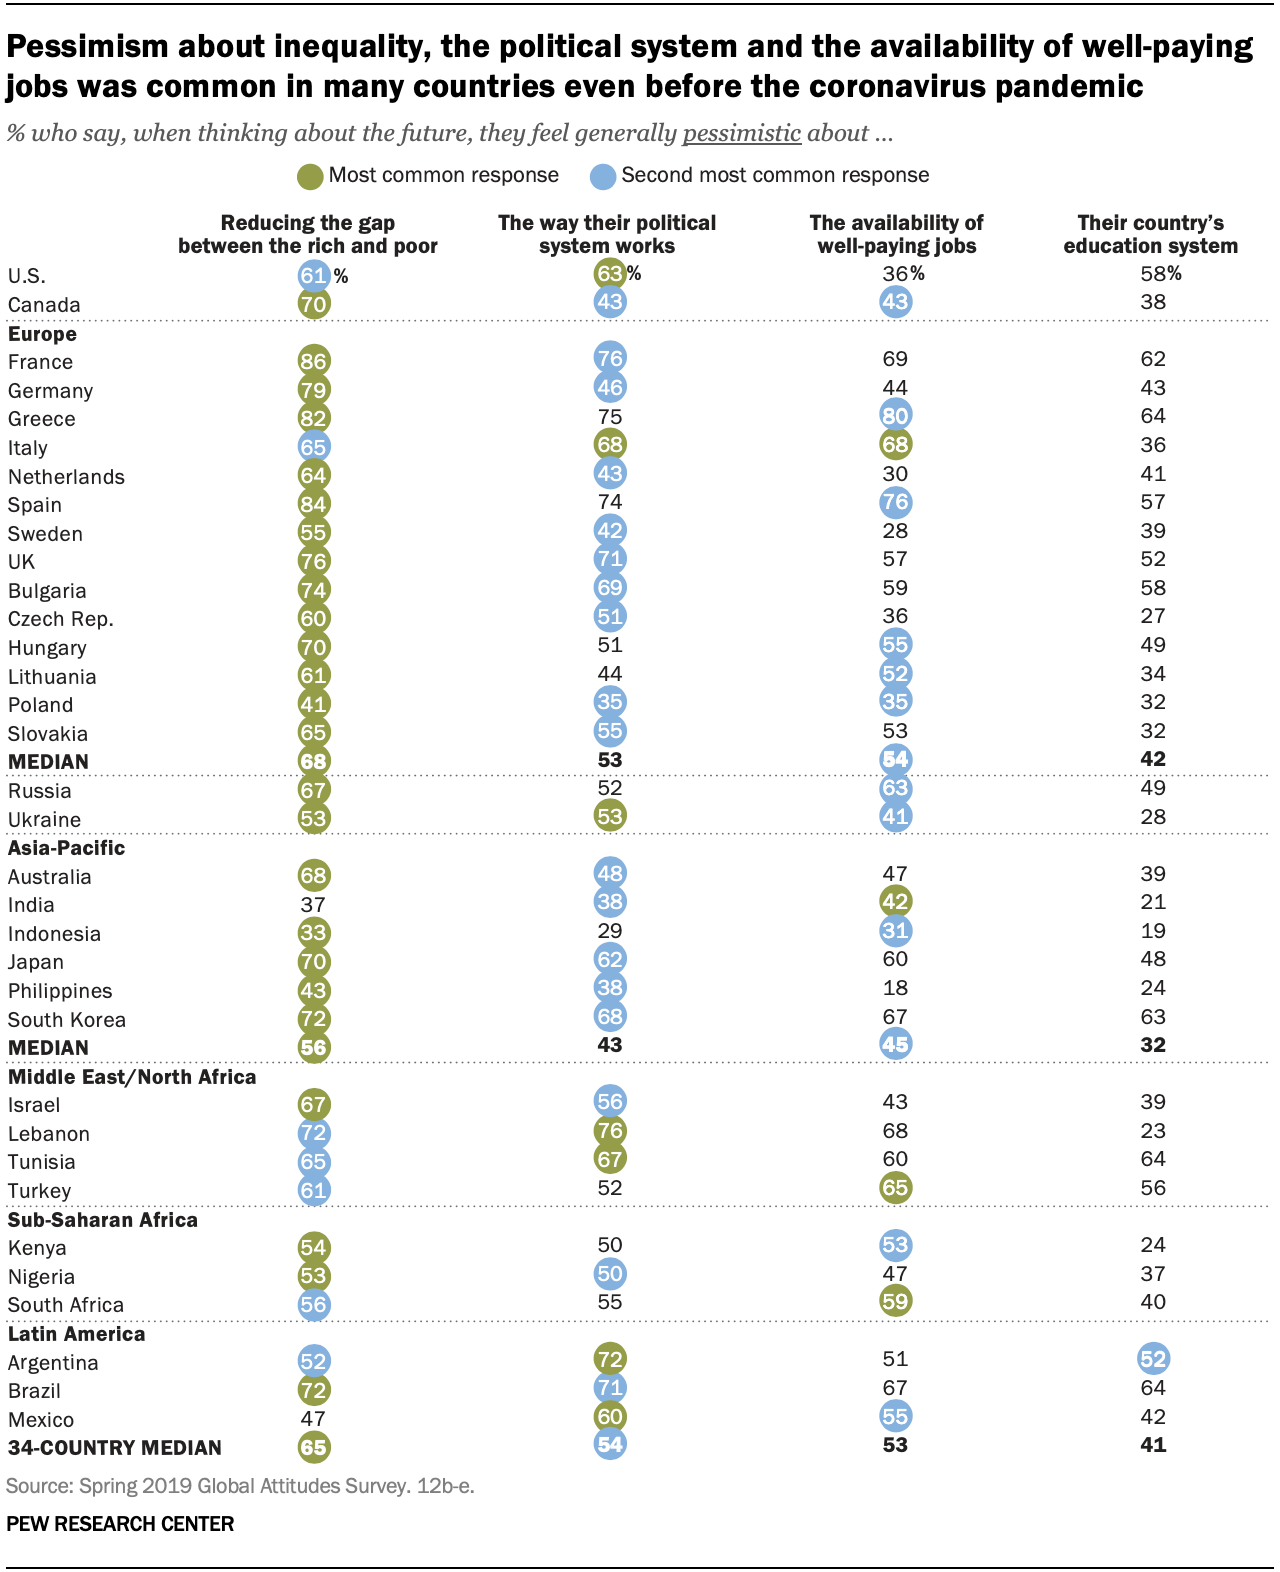 Pessimism about inequality, the political system and the availability of well-paying
jobs was common in many countries even before the coronavirus pandemic
% who say, when thinking about the future, they feel generally pessimistic about ...
Most common response Second most common response
Reducing the gap The way their political The availability of Their country's
between the rich and poor system works well-paying jobs education system
U.S. 61% 63% 36% 58%
Canada 70 43 43 38
Europe
France 86 76 69 62
Germany 79 46 44 43
Greece 82 75 80 64
Italy 65 68 68 36
Netherlands 64 43 30 41
Spain 84 74 76 57
Sweden 55 42 28 39
UK 76 71 57 52
Bulgaria 74 69 59 58
Czech Rep. 60 51 36 27
Hungary 70 51 55 49
Lithuania 61 44 52 34
Poland 41 35 35 32
Slovakia 65 55 53 32
MEDIAN 68 53 54 42
Russia 67 52 63 49
Ukraine 53 53 41 28
Asia-Pacific
Australia 68 48 47 39
India 37 38 42 21
Indonesia 33 29 31 19
Japan 70 62 60 48
Philippines 43 38 18 24
South Korea 72 68 67 63
MEDIAN 56 43 45 32
Middle East/North Africa
Israel 67 56 43 39
Lebanon 72 76 68 23
Tunisia 65 67 60 64
Turkey 61 52 65 56
Sub-Saharan Africa
Kenya 54 50 53 24
Nigeria 53 50 47 37
South Africa 56 55 59 40
Latin America
Argentina 52 72 51 52
Brazil 72 71 67 64
Mexico 47 60 55 42
34-COUNTRY MEDIAN 65 54 53 41
Source: Spring 2019 Global Attitudes Survey. 12b-e.
PEW RESEARCH CENTER